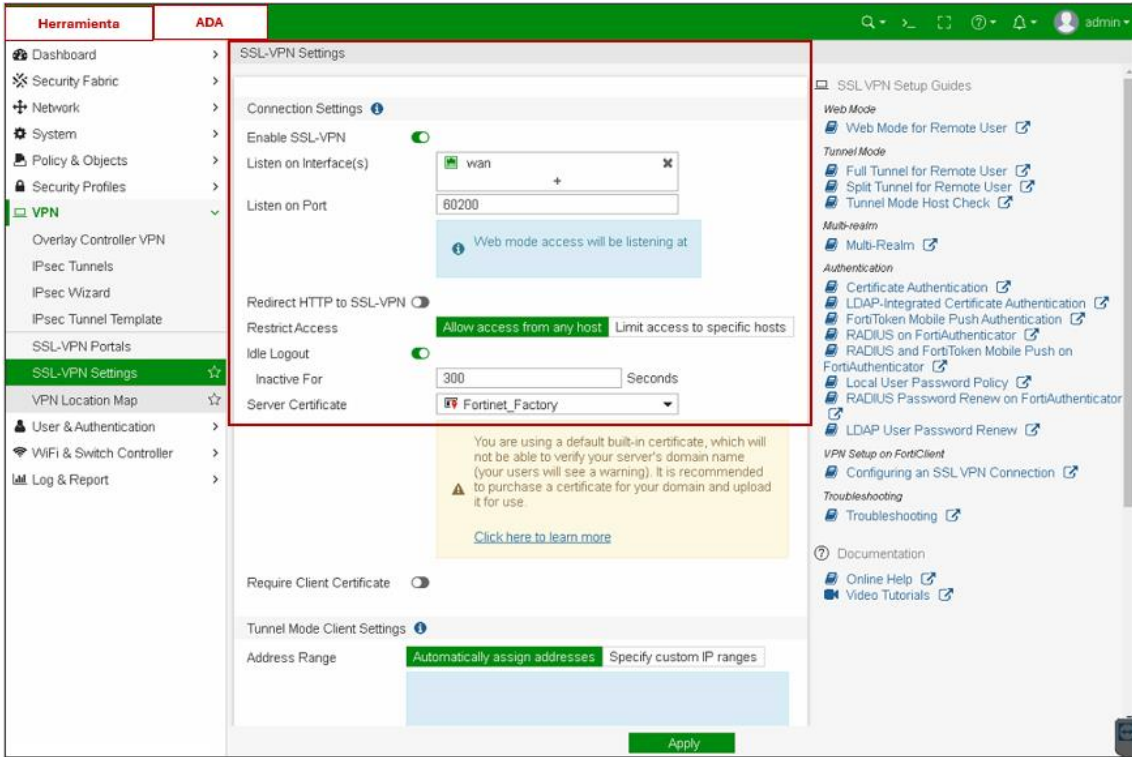 Herramienta
ADA
admin
Dashboard
Security Fabric
Network
System
Policy & Objects
Security Profiles
VPN
Overlay Controller VPN
IPsec Tunnels
IPsec Wizard
IPsec Tunnel Template
SSL-VPN Portals
SSL-VPN Settings
VPN Location Map
User & Authentication
WiFi & Switch Controller
Log & Report
SSL-VPN Settings
Connection Settings
Enable SSL-VPN
Listen on Interface(s)
wan
+
Listen on Port
60200
Web mode access will be listening at
Redirect HTTP to SSL-VPN
Restrict Access
Allow access from any host
Limit access to specific hosts
Idle Logout
Inactive For
300
Seconds
Server Certificate
Fortinet_Factory
You are using a default built-in certificate, which will
not be able to verify your server's domain name
(your users will see a warning). It is recommended
to purchase a certificate for your domain and upload
it for use.
Click here to learn more
Require Client Certificate
Tunnel Mode Client Settings
Address Range
Automatically assign addresses
Specify custom IP ranges
Apply
SSL VPN Setup Guides
Web Mode
Web Mode for Remote User
Tunnel Mode
Full Tunnel for Remote User
Split Tunnel for Remote User
Tunnel Mode Host Check
Multi-realm
Multi-Realm
Authentication
Certificate Authentication
LDAP-Integrated Certificate Authentication
FortiToken Mobile Push Authentication
RADIUS on FortiAuthenticator
RADIUS and FortiToken Mobile Push on
FortiAuthenticator
Local User Password Policy
RADIUS Password Renew on FortiAuthenticator
LDAP User Password Renew
VPN Setup on FortiClient
Configuring an SSL VPN Connection
Troubleshooting
Troubleshooting
Documentation
Online Help
Video Tutorials